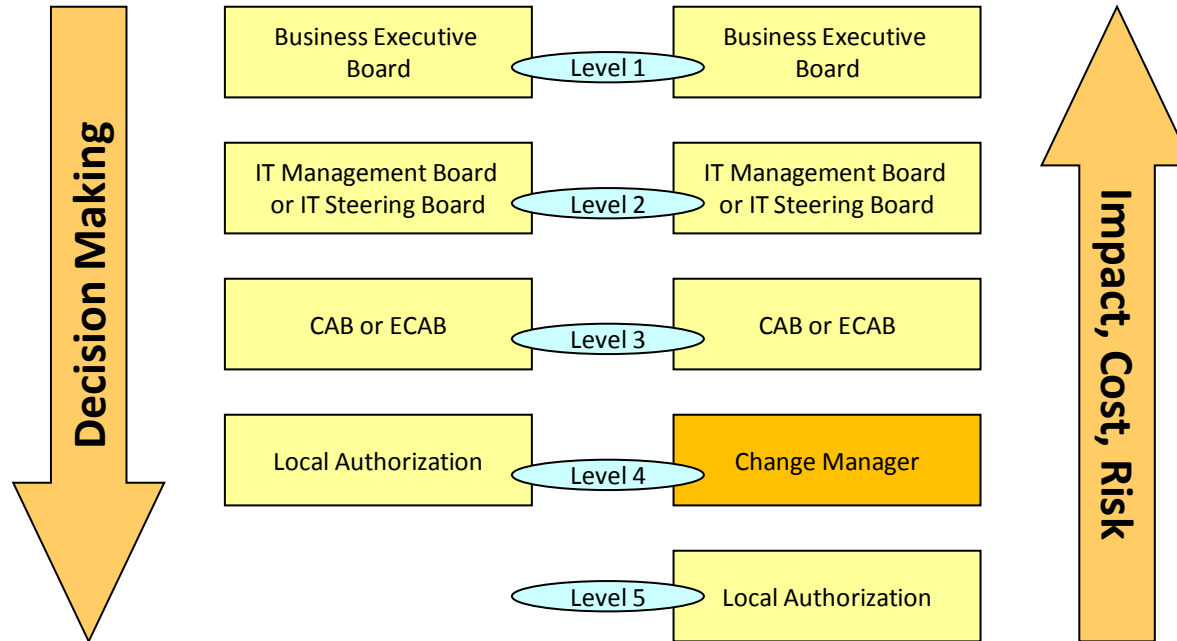 Decision Making
Business Executive
Board
Level 1
Business Executive
Board
IT Management Board
or IT Steering Board
Level 2
IT Management Board
or IT Steering Board
CAB or ECAB
Level 3
CAB or ECAB
Local Authorization
Level 4
Change Manager
Level 5
Local Authorization
Impact, Cost, Risk